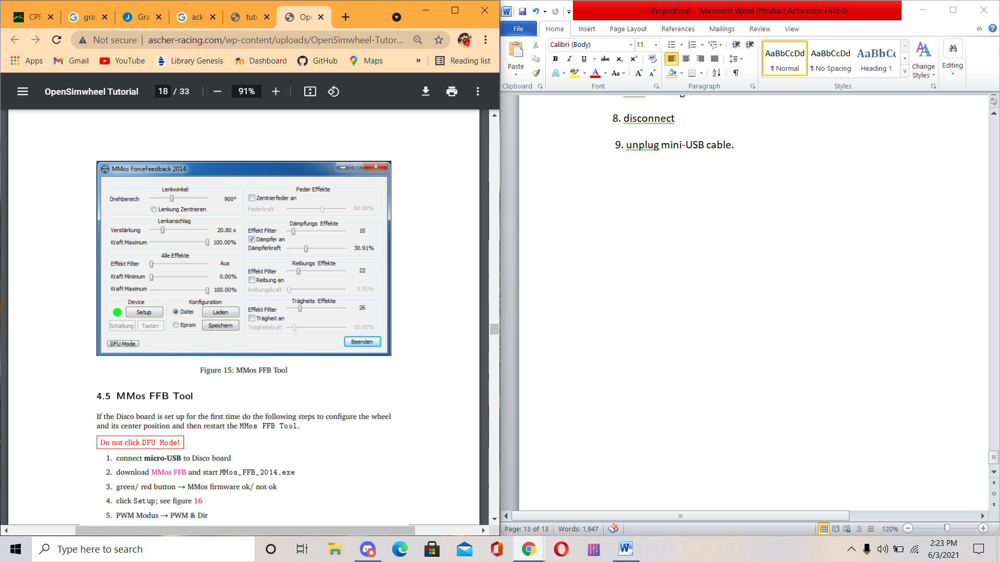 CPR
gra
Gra
ack
tuto
Ope
Not secure
ascher-racing.com/wp-content/uploads/OpenSimwheel-Tutor...
Apps
Gmail
YouTube
Library Genesis
Dashboard
GitHub
Maps
»
Reading list
OpenSimwheel Tutorial
18 / 33
91%
MMos ForceFeedback 2014
Lenkwinkel
Drehbereich
900°
Lenkung Zentrieren
Lenkanschlag
Verstärkung
20.80 x
Kraft Maximum
100.00%
Alle Effekte
Effekt Filter
Aus
Kraft Minimum
0.00%
Kraft Maximum
100.00%
Device
Setup
Schaltung
Tasten
DFU Mode
Konfiguration
Datei
Laden
Eprom
Speichern
Feder Effekte
Zentrierfeder an
Federkraft
60.00%
Dämpfungs Effekte
Effekt Filter
10
Dämpfer an
Dämpferkraft
30.91%
Reibungs Effekte
Effekt Filter
22
Reibung an
Reibungskraft
0.91%
Trägheits Effekte
Effekt Filter
26
Trägheit an
Trägheitskraft
10.00%
Beenden
Figure 15: MMos FFB Tool
4.5 MMos FFB Tool
If the Disco board is set up for the first time do the following steps to configure the wheel
and its center position and then restart the MMos FFB Tool.
Do not click DFU Mode!
1. connect micro-USB to Disco board
2. download MMos FFB and start MMos_FFB_2014.exe
3. green/ red button → MMos firmware ok/ not ok
4. click Setup; see figure 16
5. PWM Modus → PWM & Dir
Projectfinal - Microsoft Word (Product Activation Failed)
File
Home
Insert
Page Layout
References
Mailings
Review
View
Paste
Clipboard
Calibri (Body)
11
B I U abc x₂ x²
Aa
Font
Paragraph
AaBbCcDd
¶ Normal
AaBbCcDd
¶ No Spacing
AaBbCc
Heading 1
Change
Styles
Styles
Editing
8. disconnect
9. unplug mini-USB cable.
Page: 13 of 13
Words: 1,947
120%
Type here to search
2:23 PM
6/3/2021